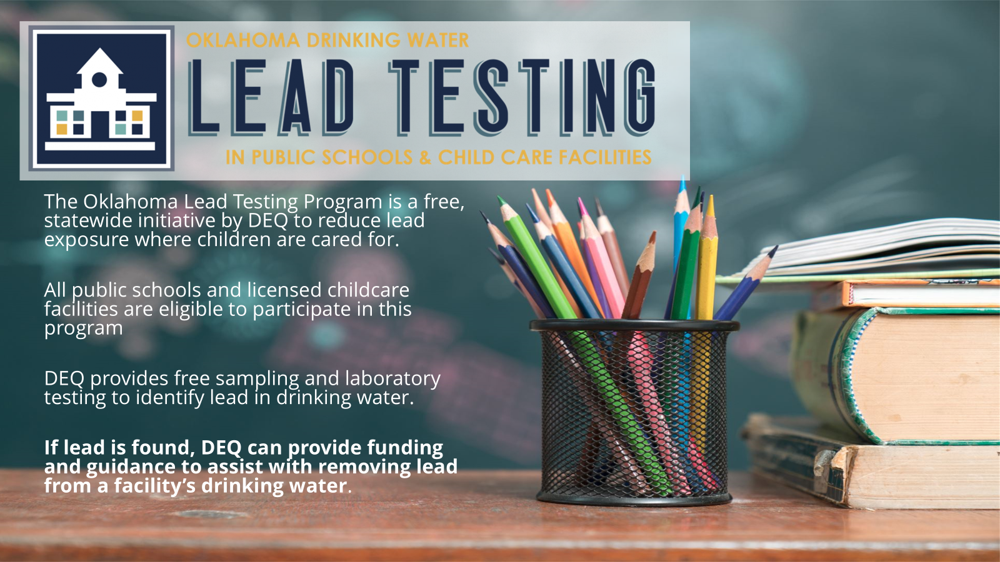 OKLAHOMA DRINKING WATER
LEAD TESTING
IN PUBLIC SCHOOLS & CHILD CARE FACILITIES
The Oklahoma Lead Testing Program is a free,
statewide initiative by DEQ to reduce lead
exposure where children are cared for.
All public schools and licensed childcare
facilities are eligible to participate in this
program
DEQ provides free sampling and laboratory
testing to identify lead in drinking water.
If lead is found, DEQ can provide funding
and guidance to assist with removing lead
from a facility’s drinking water.